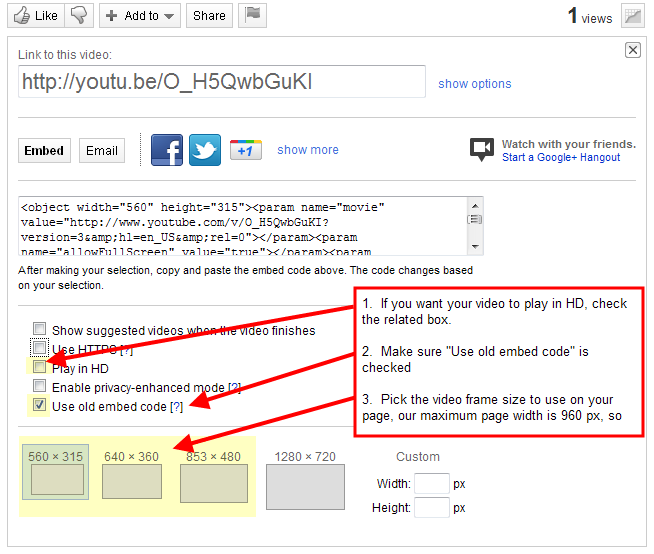 Like Add to Share 1 views
Link to this video:
http://youtu.be/O_H5QwbGuKI show options
Embed Email +1 show more Watch with your friends.
Start a Google+ Hangout
<object width="560" height="315"><param name="movie"
value="http://www.youtube.com/v/O_H5QwbGuKI?
version=3&amp;hl=en_US&amp;rel=0"></param><param
name="allowFullScreen" value="true"></param><param
After making your selection, copy and paste the embed code above. The code changes based
on your selection.
1. If you want your video to play in HD, check
the related box.
2. Make sure "Use old embed code" is
checked
3. Pick the video frame size to use on your
page, our maximum page width is 960 px, so
Show suggested videos when the video finishes
Use HTTPS [?]
Play in HD
Enable privacy-enhanced mode [?]
Use old embed code [?]
560 × 315 640 × 360 853 × 480 1280 × 720 Custom
Width: px
Height: px